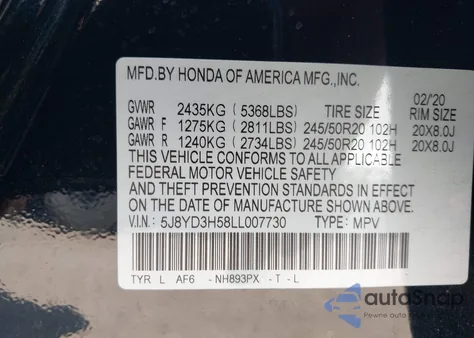 MFD.BY HONDA OF AMERICA MFG.,INC.
02/'20
GVWR 2435KG ( 5368LBS) TIRE SIZE RIM SIZE
GAWR F 1275KG ( 2811LBS) 245/50R20 102H 20X8.0J
GAWR R 1240KG ( 2734LBS) 245/50R20 102H 20X8.0J
THIS VEHICLE CONFORMS TO ALL APPLICABLE
FEDERAL MOTOR VEHICLE SAFETY
AND THEFT PREVENTION STANDARDS IN EFFECT
ON THE DATE OF MANUFACTURE SHOWN ABOVE.
V.I.N: 5J8YD3H58LL007730 TYPE: MPV
TYR L AF6 -NH893PX -T -L
autoSnap